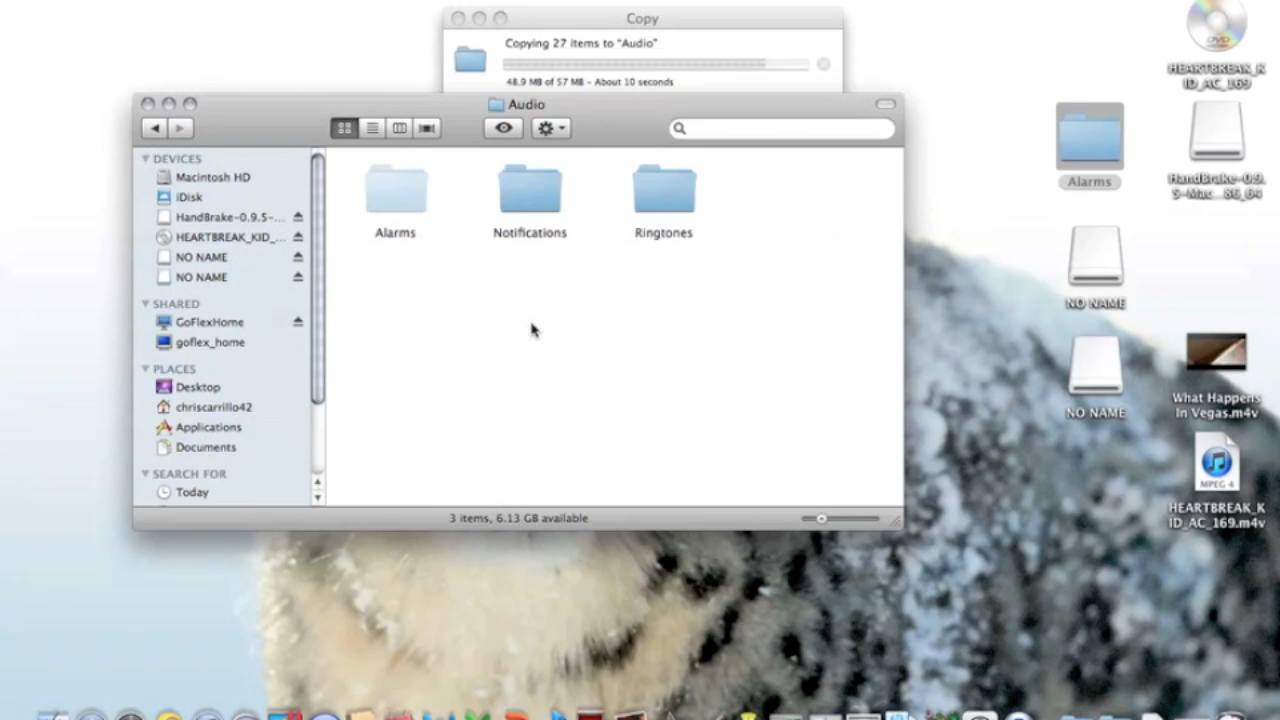 Copy
Copying 27 items to "Audio"
48.9 MB of 57 MB - About 10 seconds
Audio
DEVICES
Macintosh HD
iDisk
HandBrake-0.9.5-...
HEARTBREAK_KID_...
NO NAME
NO NAME
SHARED
GoFlexHome
goflex_home
PLACES
Desktop
chriscarrillo42
Applications
Documents
SEARCH FOR
Today
Alarms
Notifications
Ringtones
3 items, 6.13 GB available
DVD
HEARTBREAK_K
ID_AC_169
Alarms
HandBrake-0.9.
5-Mac...86_64
NO NAME
NO NAME
What Happens
In Vegas.m4v
MPEG 4
HEARTBREAK_K
ID_AC_169.m4v